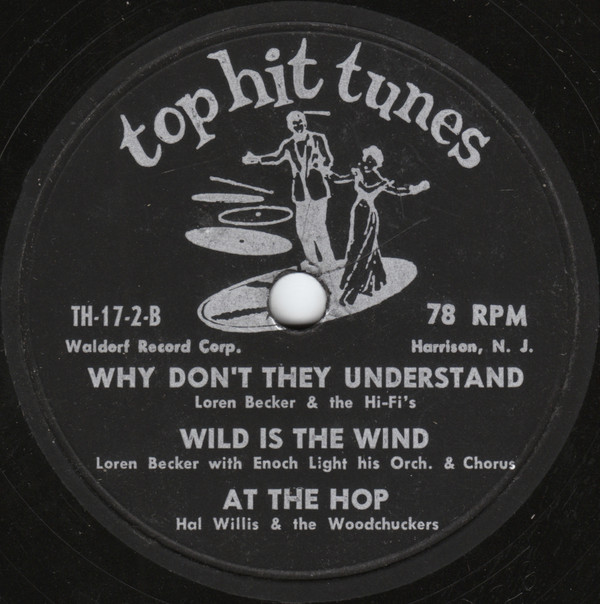 top hit tunes
TH-17-2-B
78 RPM
Waldorf Record Corp.
Harrison, N. J.
WHY DON'T THEY UNDERSTAND
Loren Becker & the Hi-Fi's
WILD IS THE WIND
Loren Becker with Enoch Light his Orch. & Chorus
AT THE HOP
Hal Willis & the Woodchuckers